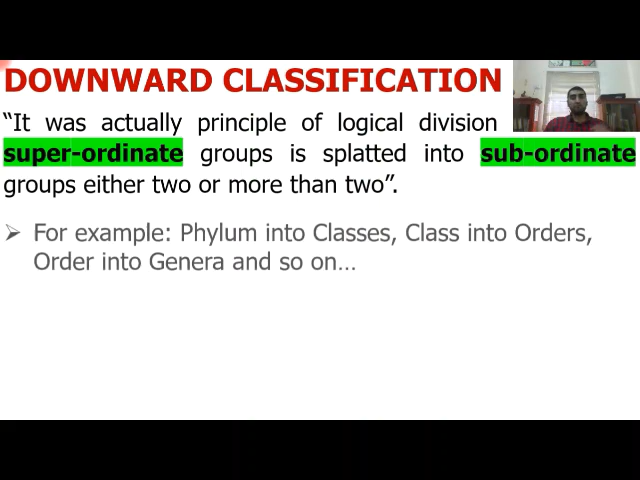 DOWNWARD CLASSIFICATION
“It was actually principle of logical division
super-ordinate groups is splatted into sub-ordinate
groups either two or more than two”.
➢ For example: Phylum into Classes, Class into Orders,
Order into Genera and so on…